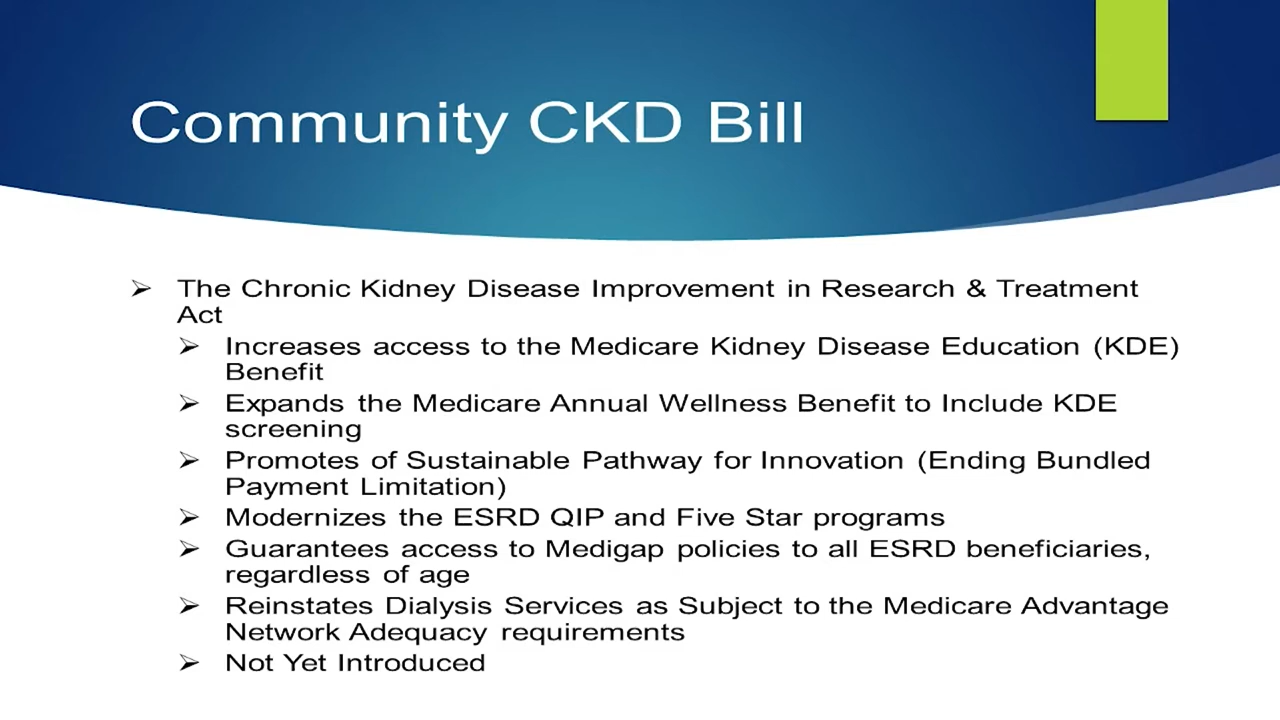 Community CKD Bill
The Chronic Kidney Disease Improvement in Research & Treatment
Act
Increases access to the Medicare Kidney Disease Education (KDE)
Benefit
Expands the Medicare Annual Wellness Benefit to Include KDE
screening
Promotes of Sustainable Pathway for Innovation (Ending Bundled
Payment Limitation)
Modernizes the ESRD QIP and Five Star programs
Guarantees access to Medigap policies to all ESRD beneficiaries,
regardless of age
Reinstates Dialysis Services as Subject to the Medicare Advantage
Network Adequacy requirements
Not Yet Introduced